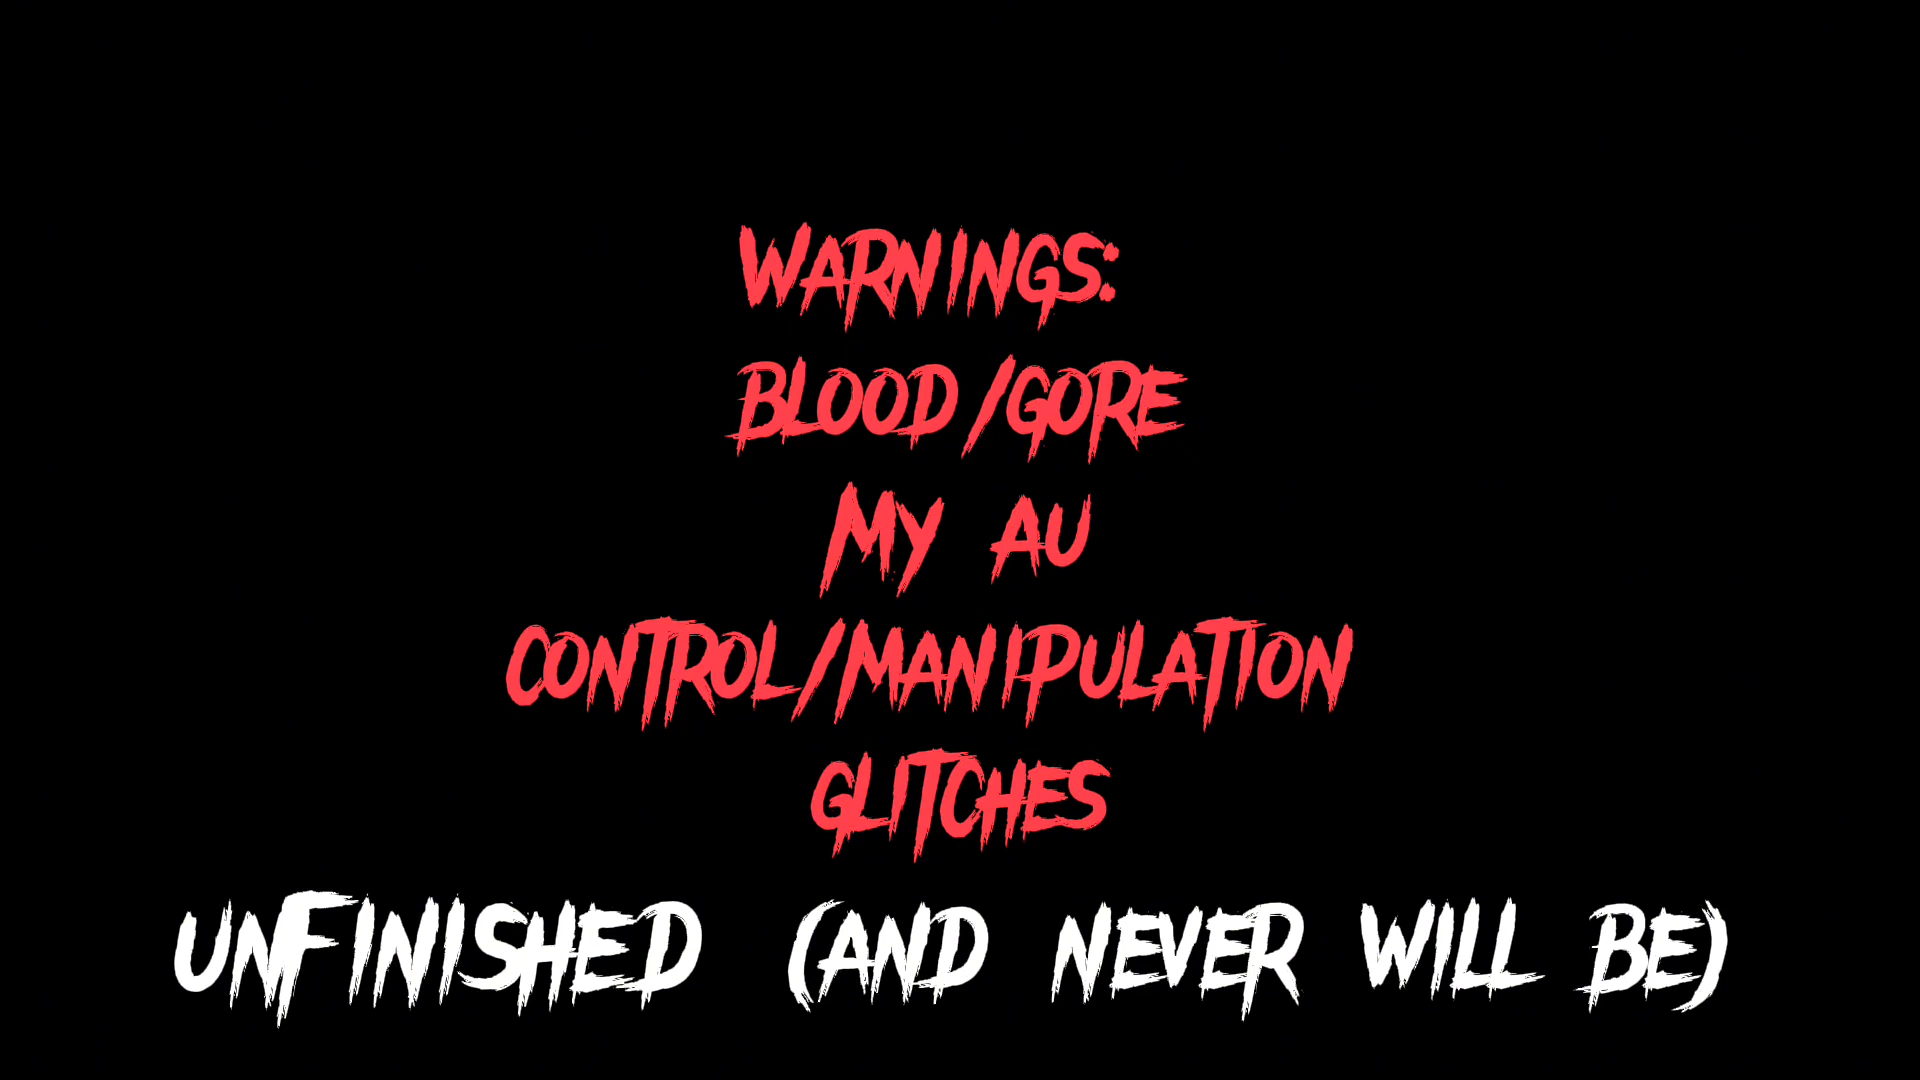 WARNINGS:
BLOOD/GORE
MY AU
CONTROL/MANIPULATION
GLITCHES
UNFINISHED (AND NEVER WILL BE)